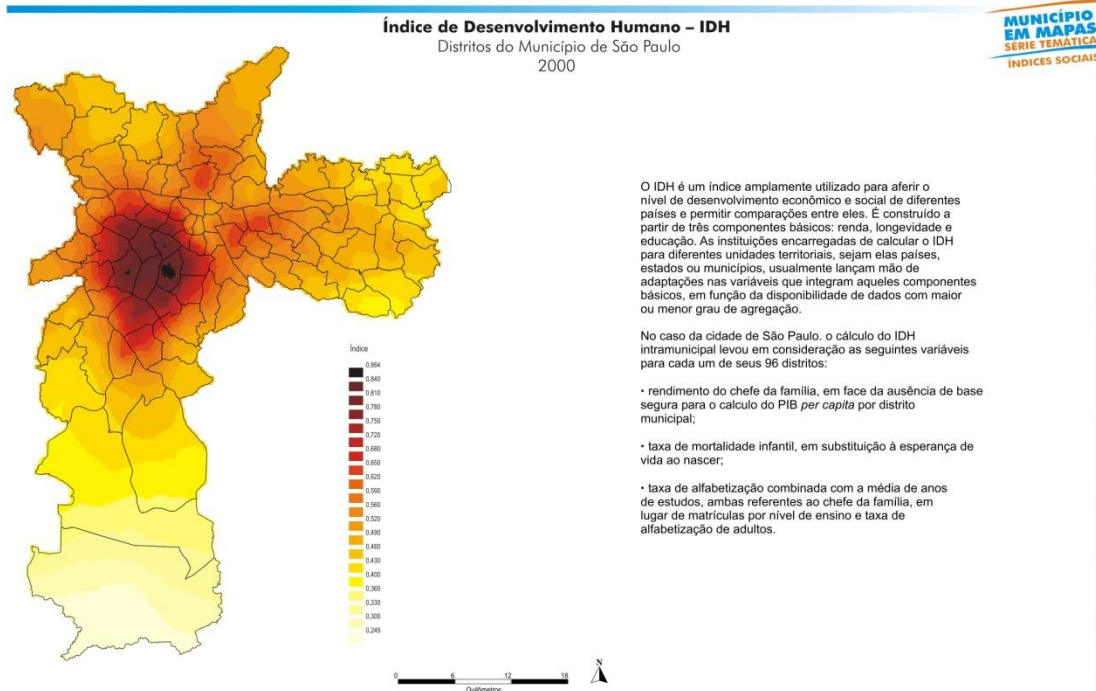 Índice de Desenvolvimento Humano – IDH
Distritos do Município de São Paulo
2000
MUNICÍPIO
EM MAPAS
SÉRIE TEMÁTICA
ÍNDICES SOCIAIS
O IDH é um índice amplamente utilizado para aferir o
nível de desenvolvimento econômico e social de diferentes
países e permitir comparações entre eles. É construído a
partir de três componentes básicos: renda, longevidade e
educação. As instituições encarregadas de calcular o IDH
para diferentes unidades territoriais, sejam elas países,
estados ou municípios, usualmente lançam mão de
adaptações nas variáveis que integram aqueles componentes
básicos, em função da disponibilidade de dados com maior
ou menor grau de agregação.
No caso da cidade de São Paulo. o cálculo do IDH
intramunicipal levou em consideração as seguintes variáveis
para cada um de seus 96 distritos:
• rendimento do chefe da família, em face da ausência de base
segura para o calculo do PIB per capita por distrito
municipal;
• taxa de mortalidade infantil, em substituição à esperança de
vida ao nascer;
• taxa de alfabetização combinada com a média de anos
de estudos, ambas referentes ao chefe da família, em
lugar de matrículas por nível de ensino e taxa de
alfabetização de adultos.
Índice
0,884
0,840
0,810
0,780
0,750
0,720
0,680
0,650
0,620
0,590
0,560
0,520
0,490
0,460
0,430
0,400
0,360
0,330
0,300
0,245
0 6 12 18
Quilômetros
N